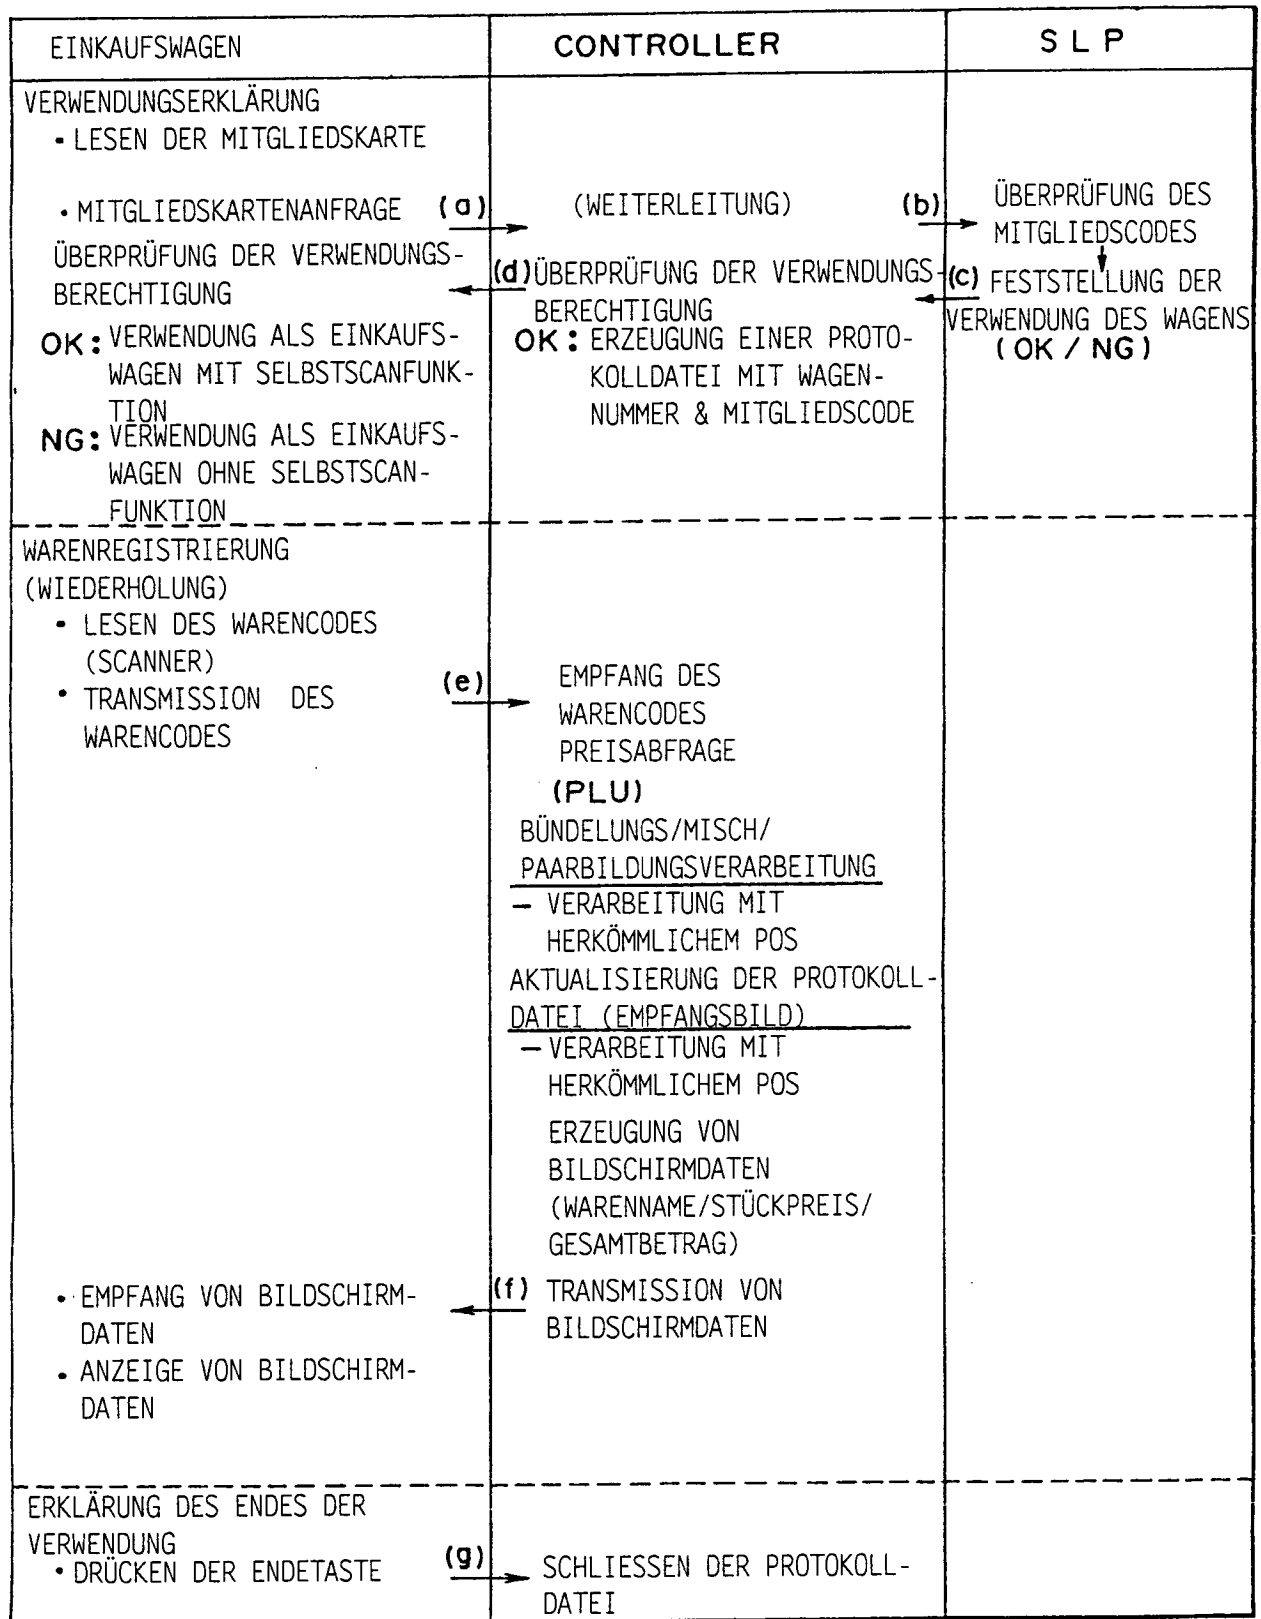 EINKAUFSWAGEN
CONTROLLER
SLP
VERWENDUNGSERKLÄRUNG
• LESEN DER MITGLIEDSKARTE
• MITGLIEDSKARTENANFRAGE
(a)
(WEITERLEITUNG)
(b)
ÜBERPRÜFUNG DES
MITGLIEDSCODES
ÜBERPRÜFUNG DER VERWENDUNGS-
BERECHTIGUNG
(d)
ÜBERPRÜFUNG DER VERWENDUNGS-
BERECHTIGUNG
(c)
FESTSTELLUNG DER
VERWENDUNG DES WAGENS
(OK / NG)
OK: VERWENDUNG ALS EINKAUFS-
WAGEN MIT SELBSTSCANFUNK-
TION
NG: VERWENDUNG ALS EINKAUFS-
WAGEN OHNE SELBSTSCAN-
FUNKTION
OK: ERZEUGUNG EINER PROTO-
KOLLDATEI MIT WAGEN-
NUMMER & MITGLIEDSCODE
WARENREGISTRIERUNG
(WIEDERHOLUNG)
• LESEN DES WARENCODES
(SCANNER)
• TRANSMISSION DES
WARENCODES
(e)
EMPFANG DES
WARENCODES
PREISABFRAGE
(PLU)
BÜNDELUNGS/MISCH/
PAARBILDUNGSVERARBEITUNG
– VERARBEITUNG MIT
HERKÖMMLICHEM POS
AKTUALISIERUNG DER PROTOKOLL-
DATEI (EMPFANGSBILD)
– VERARBEITUNG MIT
HERKÖMMLICHEM POS
ERZEUGUNG VON
BILDSCHIRMDATEN
(WARENNAME/STÜCKPREIS/
GESAMTBETRAG)
(f)
TRANSMISSION VON
BILDSCHIRMDATEN
• EMPFANG VON BILDSCHIRM-
DATEN
• ANZEIGE VON BILDSCHIRM-
DATEN
ERKLÄRUNG DES ENDES DER
VERWENDUNG
• DRÜCKEN DER ENDETASTE
(g)
SCHLIESSEN DER PROTOKOLL-
DATEI